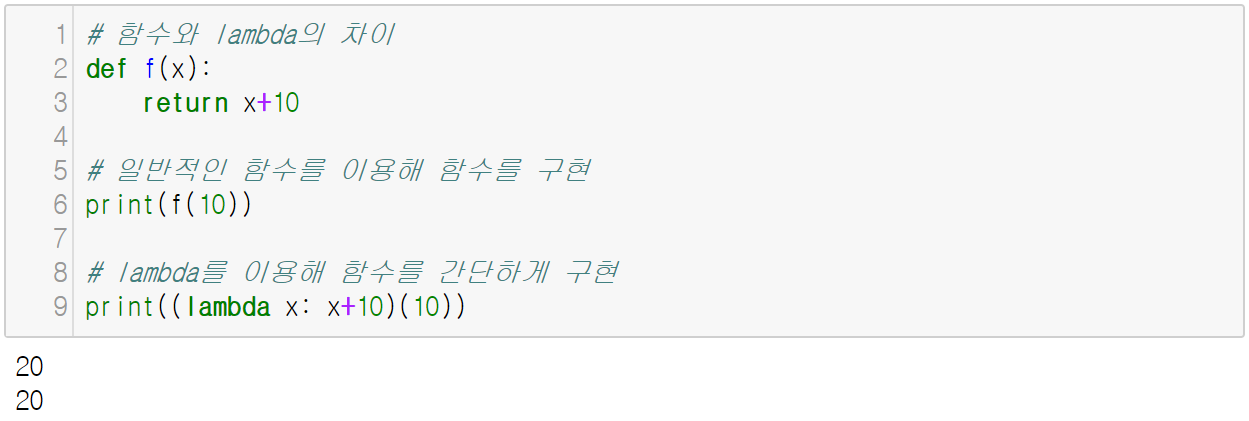 1 # 함수와 lambda의 차이
2 def f(x):
3     return x+10
4
5 # 일반적인 함수를 이용해 함수를 구현
6 print(f(10))
7
8 # lambda를 이용해 함수를 간단하게 구현
9 print((lambda x: x+10)(10))
20
20